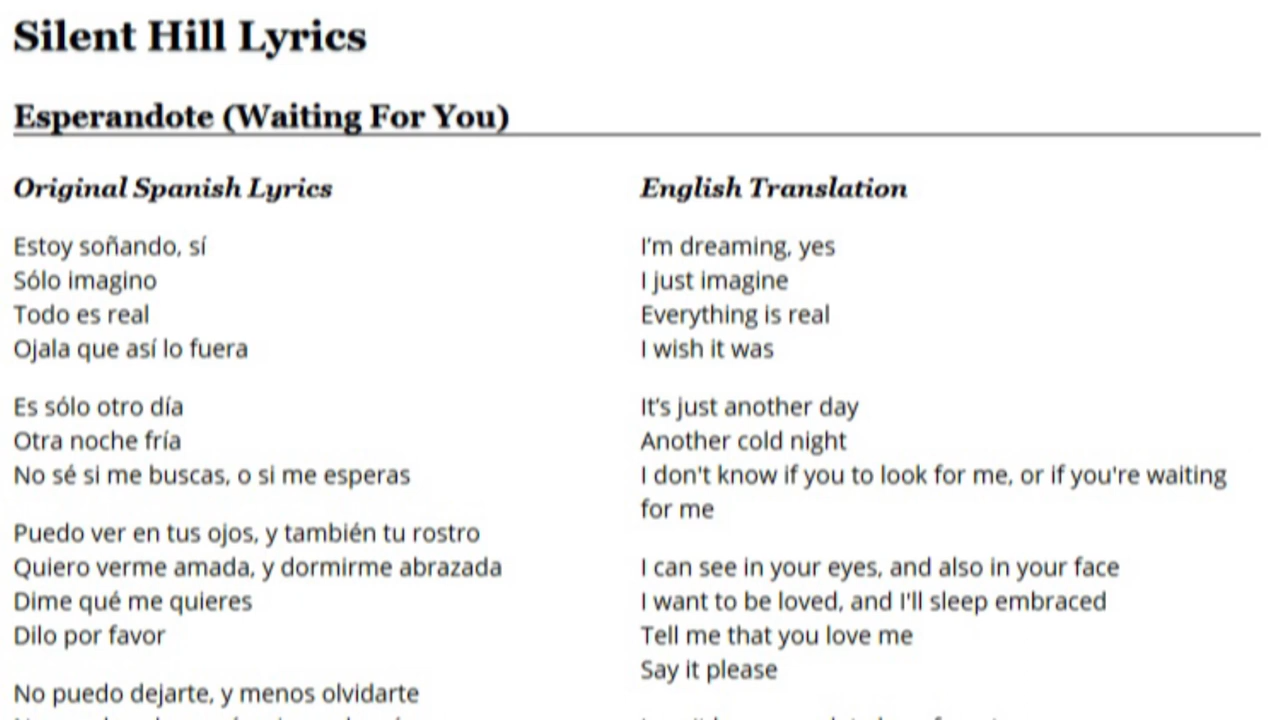 Silent Hill Lyrics
Esperandote (Waiting For You)
Original Spanish Lyrics
Estoy soñando, sí
Sólo imagino
Todo es real
Ojala que así lo fuera
Es sólo otro día
Otra noche fría
No sé si me buscas, o si me esperas
Puedo ver en tus ojos, y también tu rostro
Quiero verme amada, y dormirme abrazada
Dime qué me quieres
Dilo por favor
No puedo dejarte, y menos olvidarte
English Translation
I'm dreaming, yes
I just imagine
Everything is real
I wish it was
It's just another day
Another cold night
I don't know if you to look for me, or if you're waiting
for me
I can see in your eyes, and also in your face
I want to be loved, and I'll sleep embraced
Tell me that you love me
Say it please